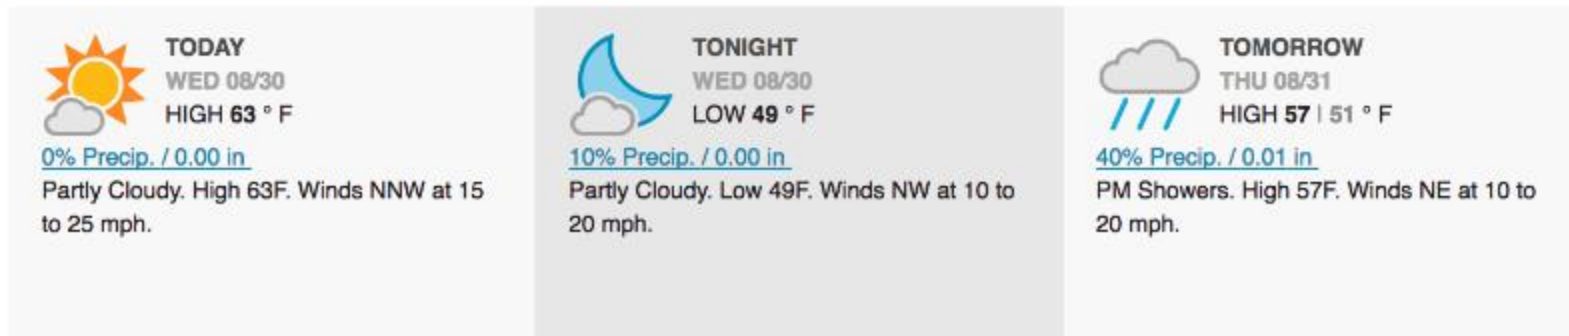 TODAY
WED 08/30
HIGH 63 ° F
0% Precip. / 0.00 in
Partly Cloudy. High 63F. Winds NNW at 15
to 25 mph.
TONIGHT
WED 08/30
LOW 49 ° F
10% Precip. / 0.00 in
Partly Cloudy. Low 49F. Winds NW at 10 to
20 mph.
TOMORROW
THU 08/31
HIGH 57 | 51 ° F
40% Precip. / 0.01 in
PM Showers. High 57F. Winds NE at 10 to
20 mph.